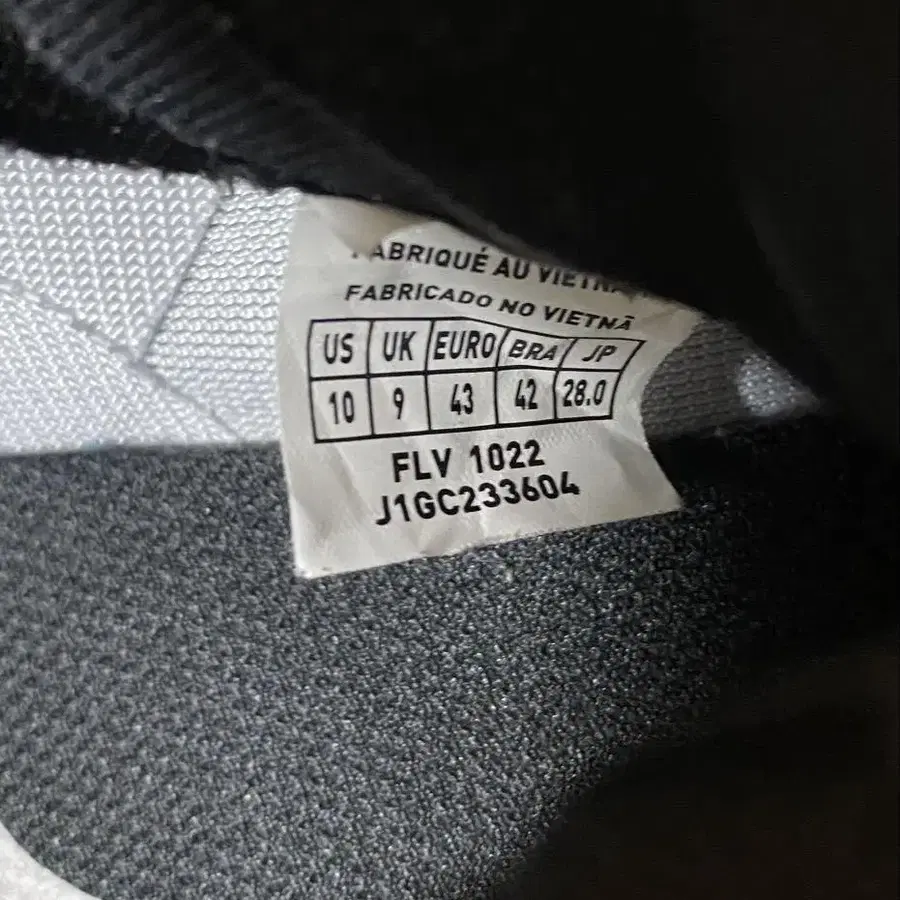 FABRIQUÉ AU
FABRICADO NO VIETNÃ
US UK EURO BRA JP
10 9 43 42 28.0
FLV 1022
J1GC233604